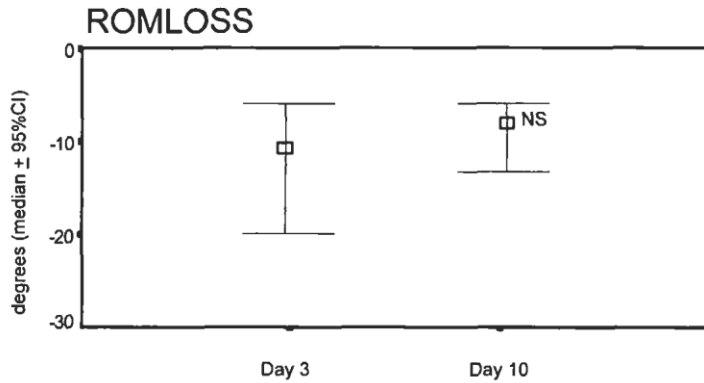 ROMLOSS
degrees (median ± 95%CI)
0
-10
-20
-30
NS
Day 3 Day 10